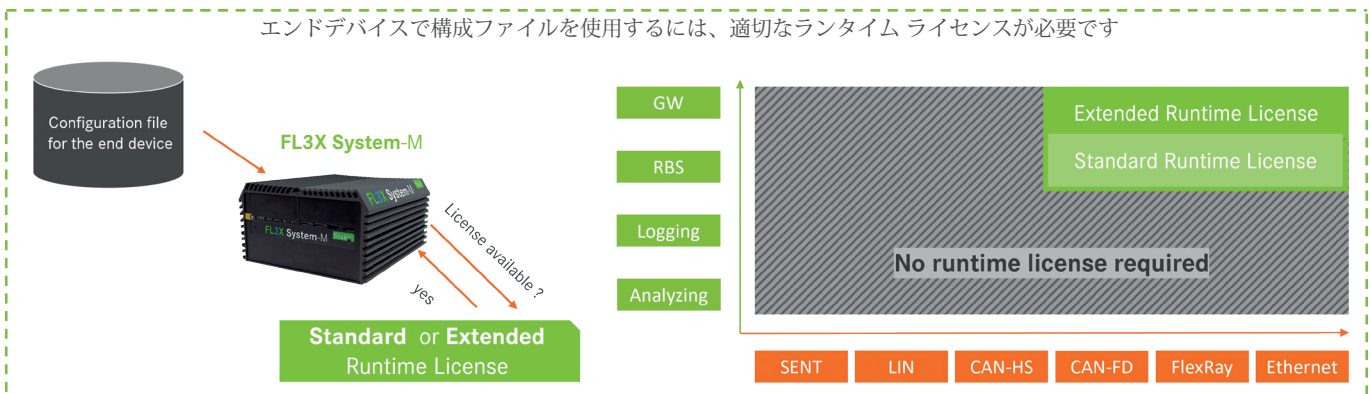 エンドデバイスで構成ファイルを使用するには、適切なランタイム ライセンスが必要です
Configuration file
for the end device
FL3X System-M
FL3X System-M
FL3X System-M
License available ?
yes
Standard or Extended
Runtime License
GW
RBS
Logging
Analyzing
Extended Runtime License
Standard Runtime License
No runtime license required
SENT
LIN
CAN-HS
CAN-FD
FlexRay
Ethernet